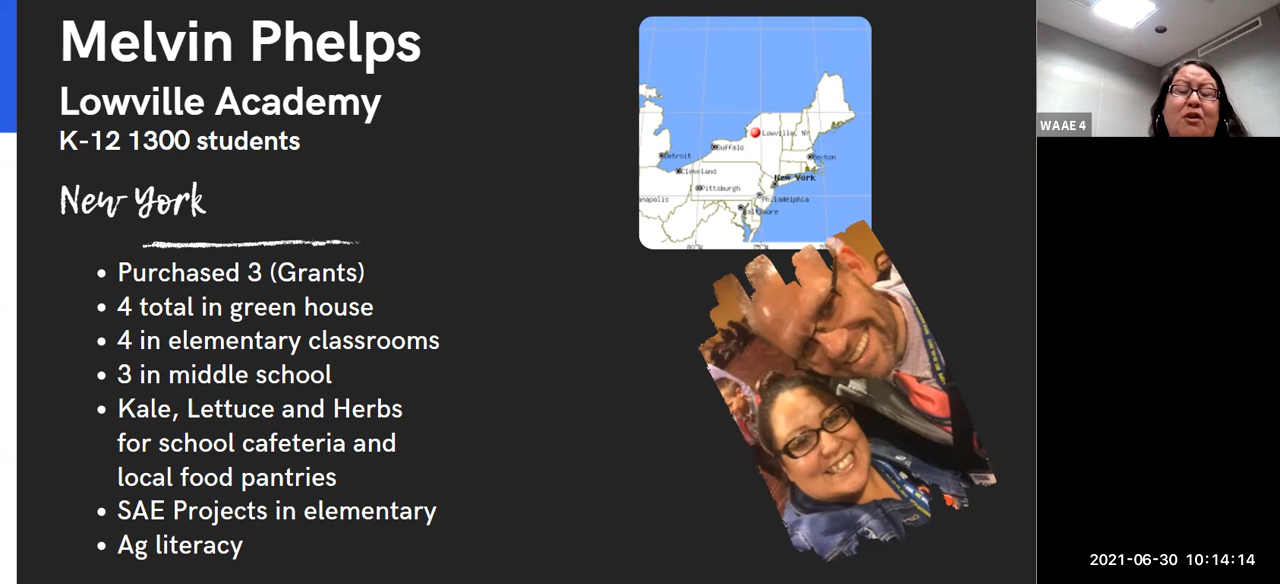 Melvin Phelps
Lowville Academy
K-12 1300 students
New York
• Purchased 3 (Grants)
• 4 total in green house
• 4 in elementary classrooms
• 3 in middle school
• Kale, Lettuce and Herbs
for school cafeteria and
local food pantries
• SAE Projects in elementary
• Ag literacy
Lowville, NY
Buffalo
Detroit
Boston
Cleveland
New York
Pittsburgh
Philadelphia
anapolis
Baltimore
WAAE 4
2021-06-30 10:14:14